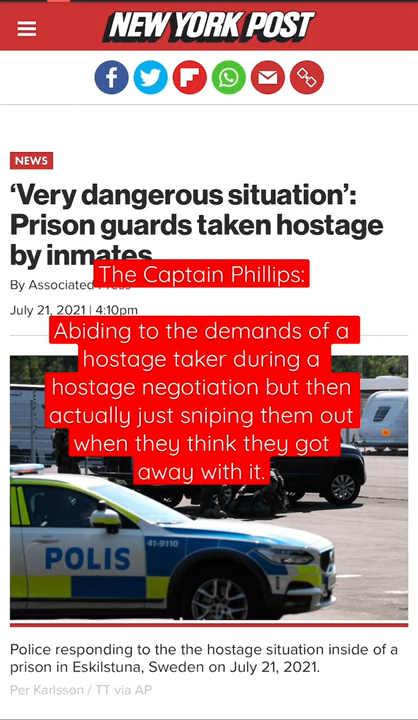 NEW YORK POST
NEWS
‘Very dangerous situation’:
Prison guards taken hostage
by inmates
By Associated Press
July 21, 2021 | 4:10pm
The Captain Phillips:
Abiding to the demands of a
hostage taker during a
hostage negotiation but then
actually just sniping them out
when they think they got
away with it.
POLIS
41-9110
Police responding to the the hostage situation inside of a
prison in Eskilstuna, Sweden on July 21, 2021.
Per Karlsson / TT via AP